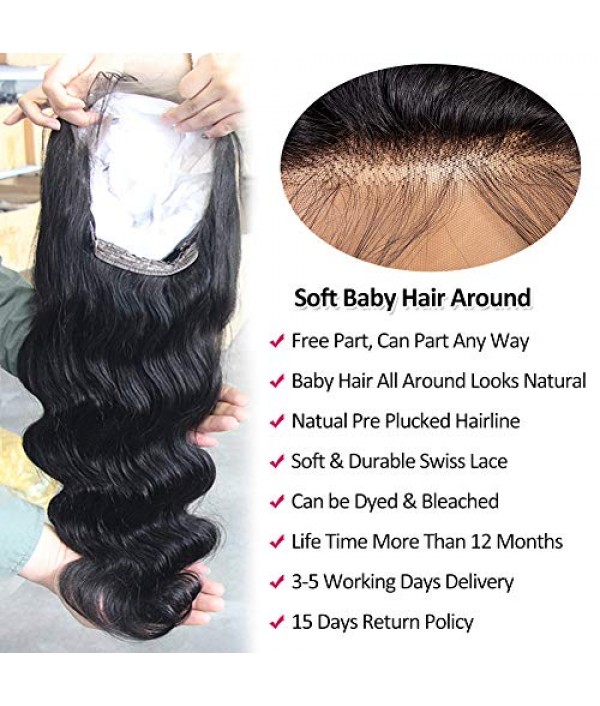 Soft Baby Hair Around
Free Part, Can Part Any Way
Baby Hair All Around Looks Natural
Natual Pre Plucked Hairline
Soft & Durable Swiss Lace
Can be Dyed & Bleached
Life Time More Than 12 Months
3-5 Working Days Delivery
15 Days Return Policy